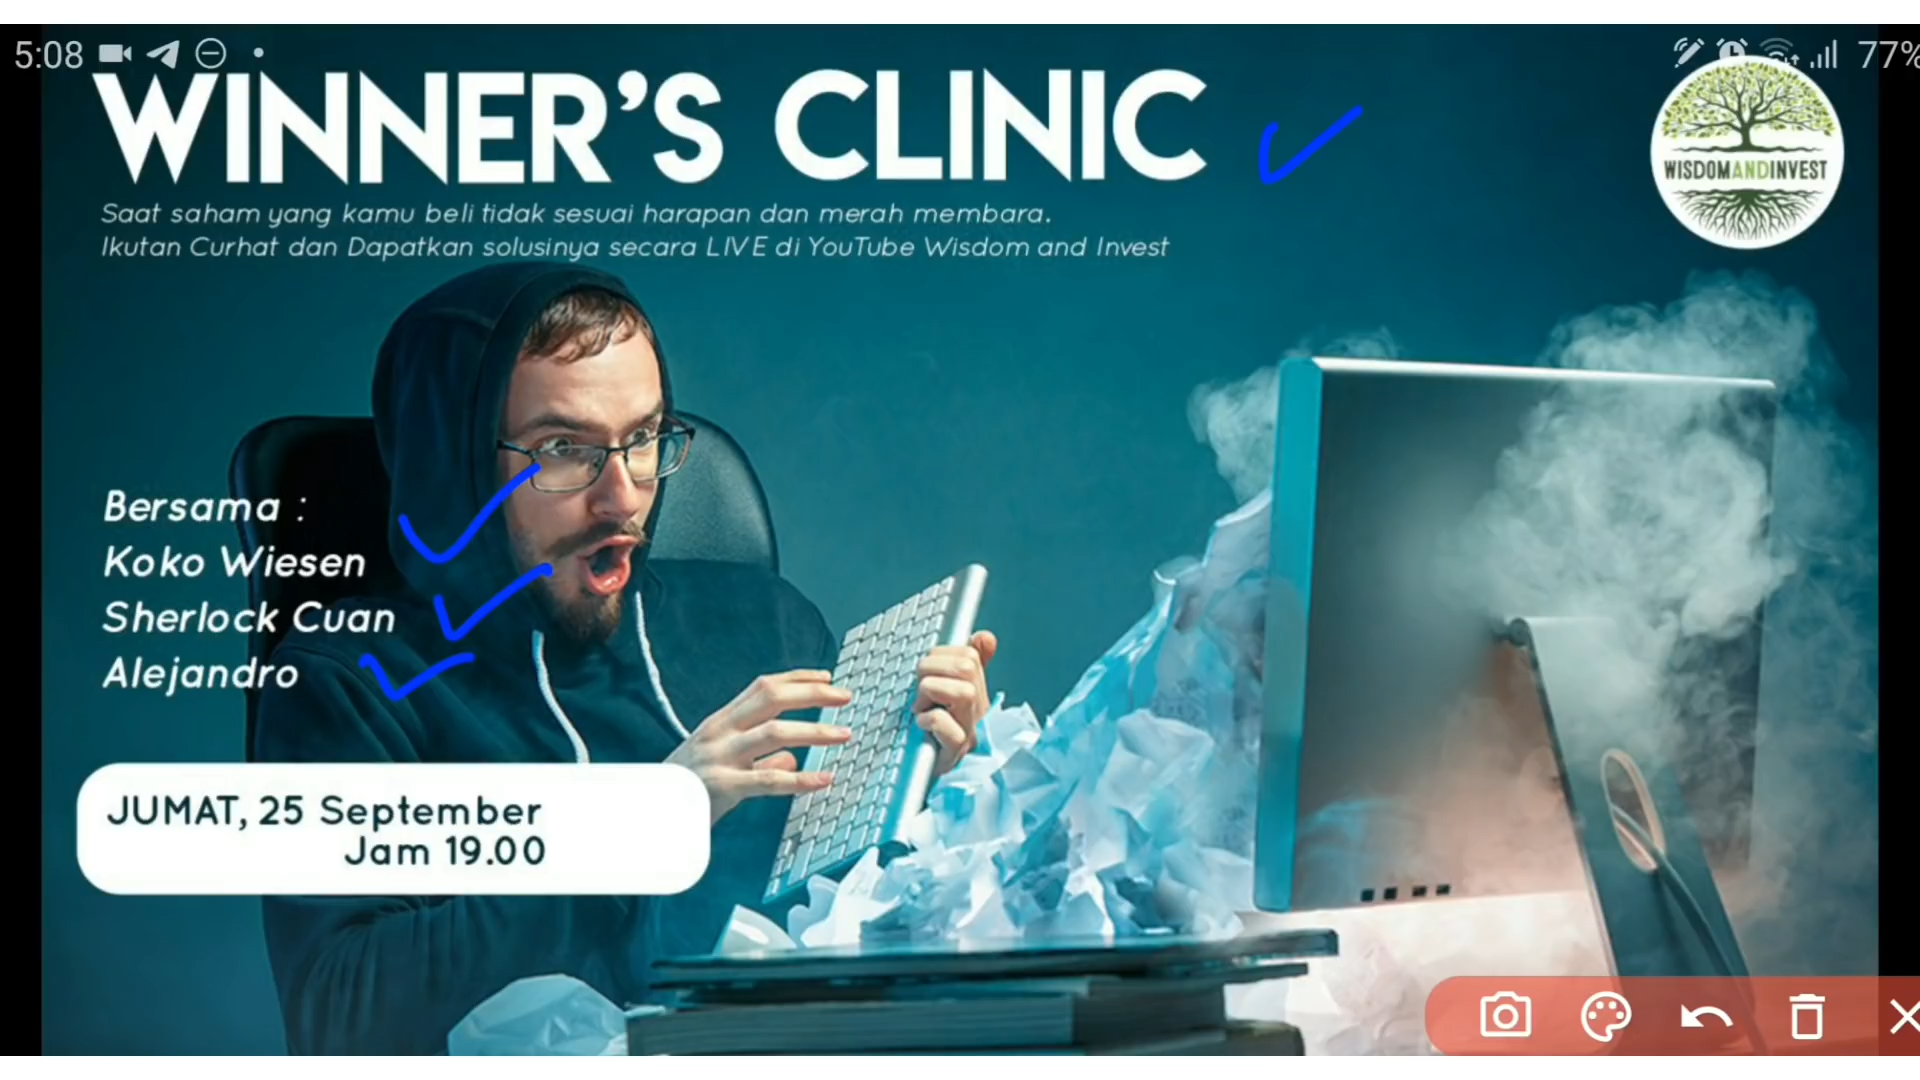 5:08
77%
WINNER'S CLINIC
Saat saham yang kamu beli tidak sesuai harapan dan merah membara.
Ikutan Curhat dan Dapatkan solusinya secara LIVE di YouTube Wisdom and Invest
WISDOMANDINVEST
Bersama :
Koko Wiesen
Sherlock Cuan
Alejandro
JUMAT, 25 September
Jam 19.00